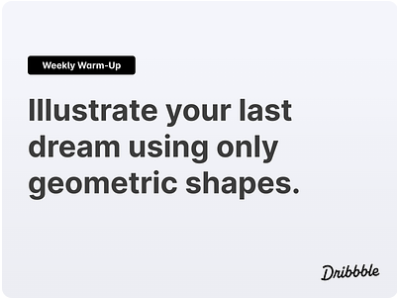 Weekly Warm-Up
Illustrate your last
dream using only
geometric shapes.
Dribbble